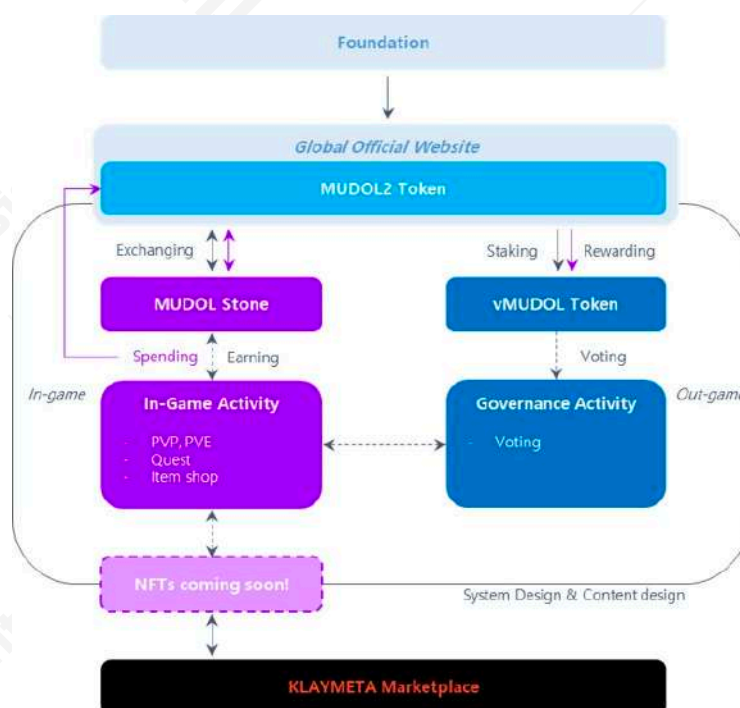 Foundation
Global Official Website
MUDOL2 Token
Exchanging
Staking
Rewarding
MUDOL Stone
vMUDOL Token
Spending
Earning
Voting
In-game
In-Game Activity
- PVP, PVE
- Quest
- Item shop
Governance Activity
- Voting
Out-game
NFTs coming soon!
System Design & Content design
KLAYMETA Marketplace